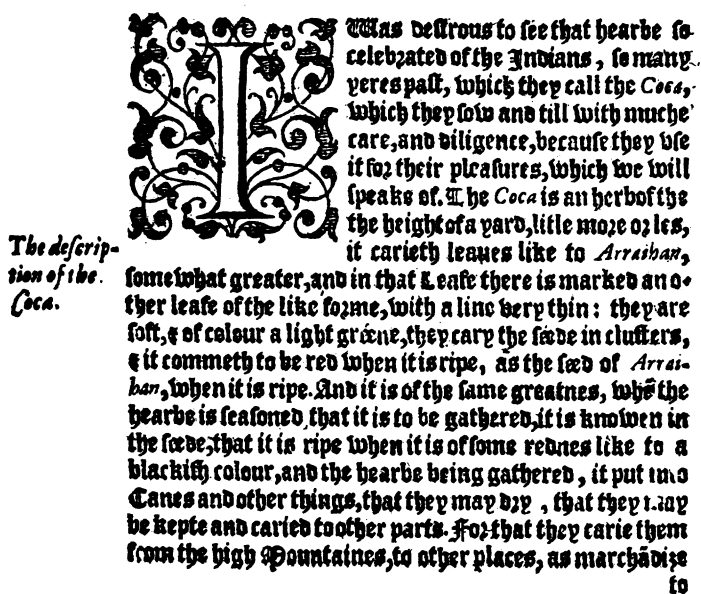 I Was desirous to sée that hearbe so
celebrated of the Indians, so many
yeres past, which they call the Coca,
which they sow and till with muche
care, and diligence, because they vse
it for their pleasures, which we will
speake of. The Coca is an herb of the
the height of a yard, litle more or les,
it carieth leaues like to Arraihan,
The descrip-
tion of the
Coca.
somewhat greater, and in that Leafe there is marked ano-
ther leafe of the like forme, with a line very thin: they are
soft, & of colour a light gréene, they cary the séede in clusters,
& it commeth to be red when it is ripe, as the séed of Arrai-
han, when it is ripe. And it is of the same greatnes, whẽ the
hearbe is seasoned, that it is to be gathered, it is knowen in
the séede, that it is ripe when it is of some rednes like to a
blackish colour, and the hearbe being gathered, it put into
Canes and other things, that they may dry, that they may
be kepte and caried to other parts. For that they carie them
from the high Mountaines, to other places, as marchãdize
to